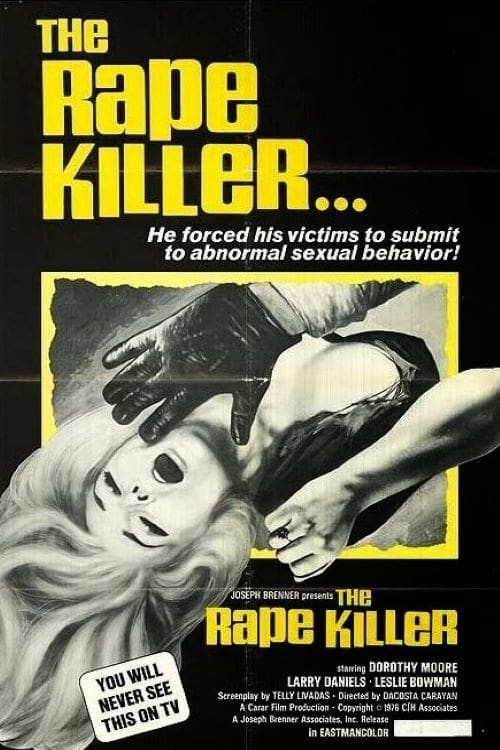 THE
Rape
KILLER...
He forced his victims to submit
to abnormal sexual behavior!
JOSEPH BRENNER presents THE
Rape KILLER
starring DOROTHY MOORE
LARRY DANIELS · LESLIE BOWMAN
Screenplay by TELLY LIVADAS · Directed by DACOSTA CARAYAN
A Carar Film Production · Copyright © 1976 CIH Associates
A Joseph Brenner Associates, Inc. Release
in EASTMANCOLOR
YOU WILL
NEVER SEE
THIS ON TV